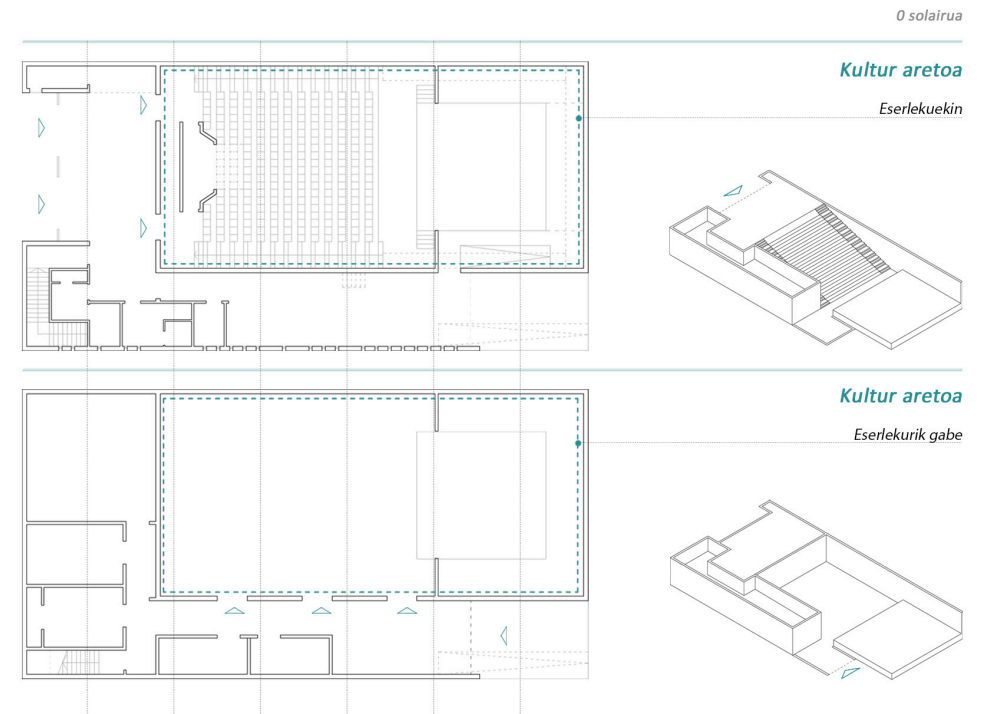 0 solairua
Kultur aretoa
Eserlekuekin
Kultur aretoa
Eserlekurik gabe